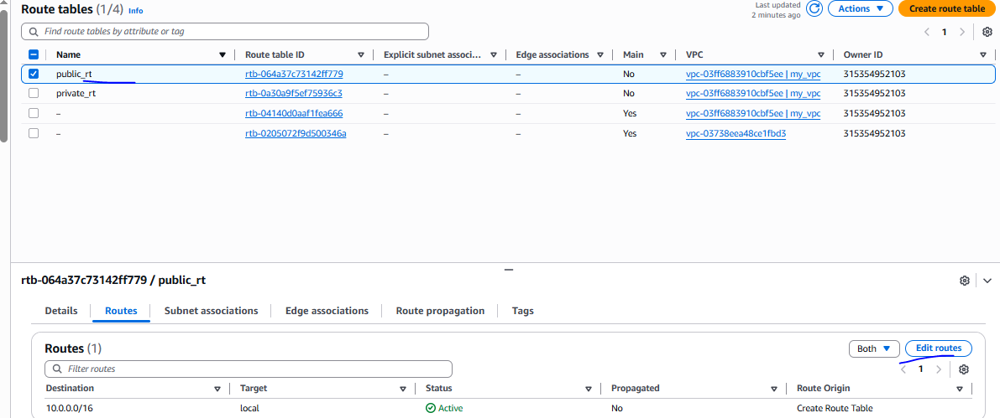 Route tables (1/4) Info
Last updated
2 minutes ago
Actions
Create route table
Find route tables by attribute or tag
1
Name Route table ID Explicit subnet associ... Edge associations Main VPC Owner ID
public_rt rtb-064a37c73142ff779 – – No vpc-03ff6883910cbf5ee | my_vpc 315354952103
private_rt rtb-0a30a9f5ef75936c3 – – No vpc-03ff6883910cbf5ee | my_vpc 315354952103
– rtb-04140d0aaf1fea666 – – Yes vpc-03ff6883910cbf5ee | my_vpc 315354952103
– rtb-0205072f9d500346a – – Yes vpc-03738eea48ce1fbd3 315354952103
rtb-064a37c73142ff779 / public_rt
Details Routes Subnet associations Edge associations Route propagation Tags
Routes (1)
Both
Edit routes
Filter routes
1
Destination Target Status Propagated Route Origin
10.0.0.0/16 local Active No Create Route Table